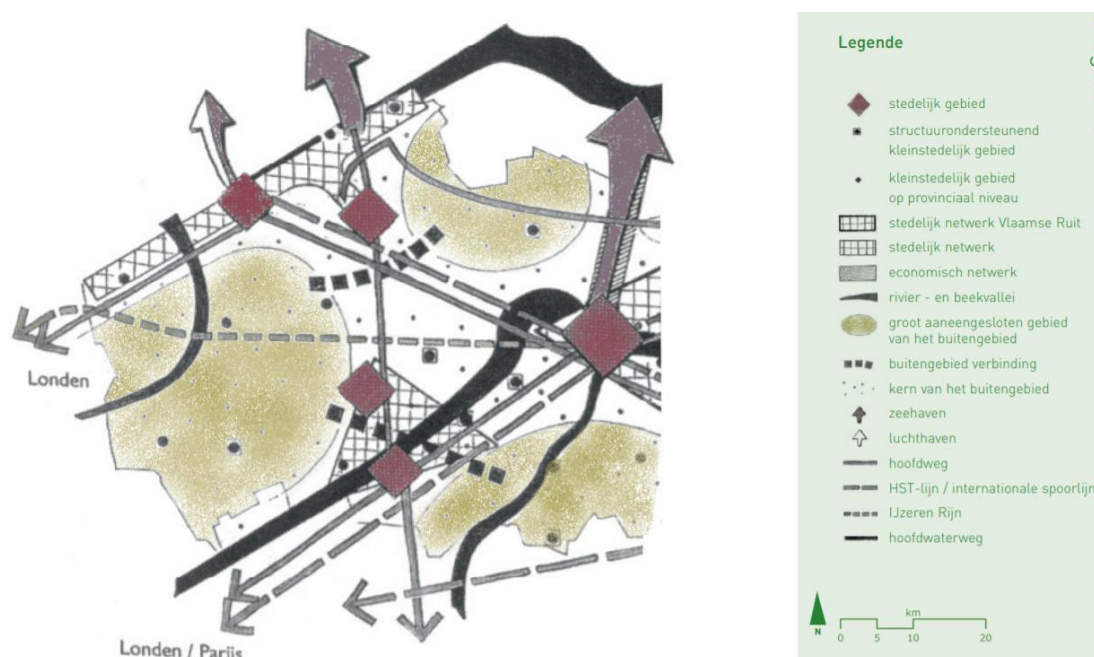 Londen
Londen / Parijs
Legende
stedelijk gebied
structuurondersteunend
kleinstedelijk gebied
kleinstedelijk gebied
op provinciaal niveau
stedelijk netwerk Vlaamse Ruit
stedelijk netwerk
economisch netwerk
rivier - en beekvallei
groot aaneengesloten gebied
van het buitengebied
buitengebied verbinding
kern van het buitengebied
zeehaven
luchthaven
hoofdweg
HST-lijn / internationale spoorlijn
IJzeren Rijn
hoofdwaterweg
km
N
0 5 10 20